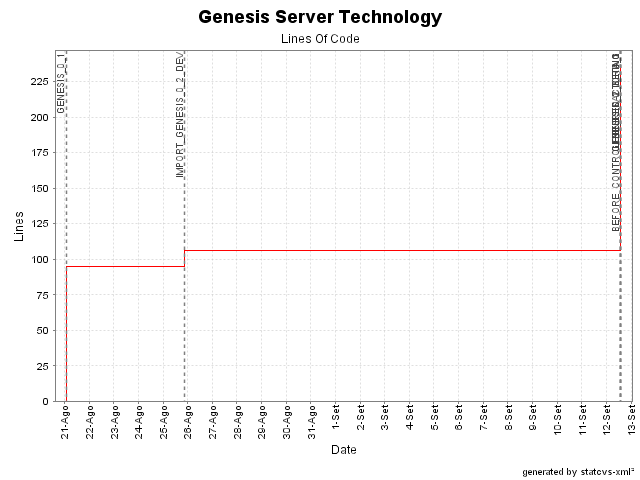 Genesis Server Technology
Lines Of Code
GENESIS_0_1
IMPORT_GENESIS_0_2_DEV
Lines
225
200
175
150
125
100
75
50
25
0
21-Ago
22-Ago
23-Ago
24-Ago
25-Ago
26-Ago
27-Ago
28-Ago
29-Ago
30-Ago
31-Ago
1-Set
2-Set
3-Set
4-Set
5-Set
6-Set
7-Set
8-Set
9-Set
10-Set
11-Set
12-Set
13-Set
Date
generated by statcvs-xml²